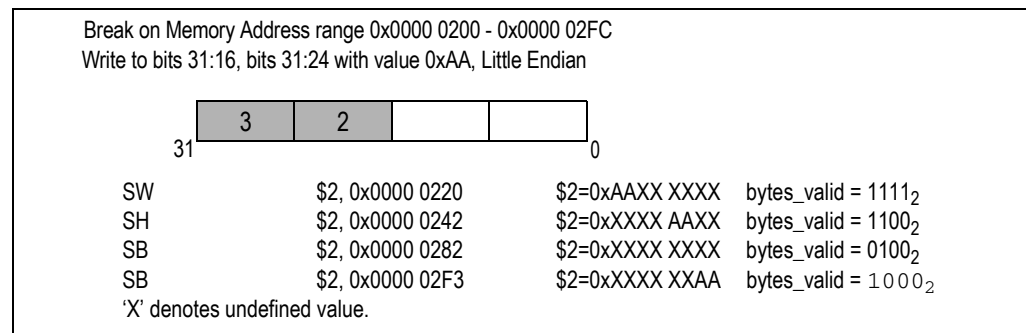 Break on Memory Address range 0x0000 0200 - 0x0000 02FC
Write to bits 31:16, bits 31:24 with value 0xAA, Little Endian
3 2
31 0
SW $2, 0x0000 0220 $2=0xAAXX XXXX bytes_valid = 1111₂
SH $2, 0x0000 0242 $2=0xXXXX AAXX bytes_valid = 1100₂
SB $2, 0x0000 0282 $2=0xXXXX XXXX bytes_valid = 0100₂
SB $2, 0x0000 02F3 $2=0xXXXX XXAA bytes_valid = 1000₂
‘X’ denotes undefined value.